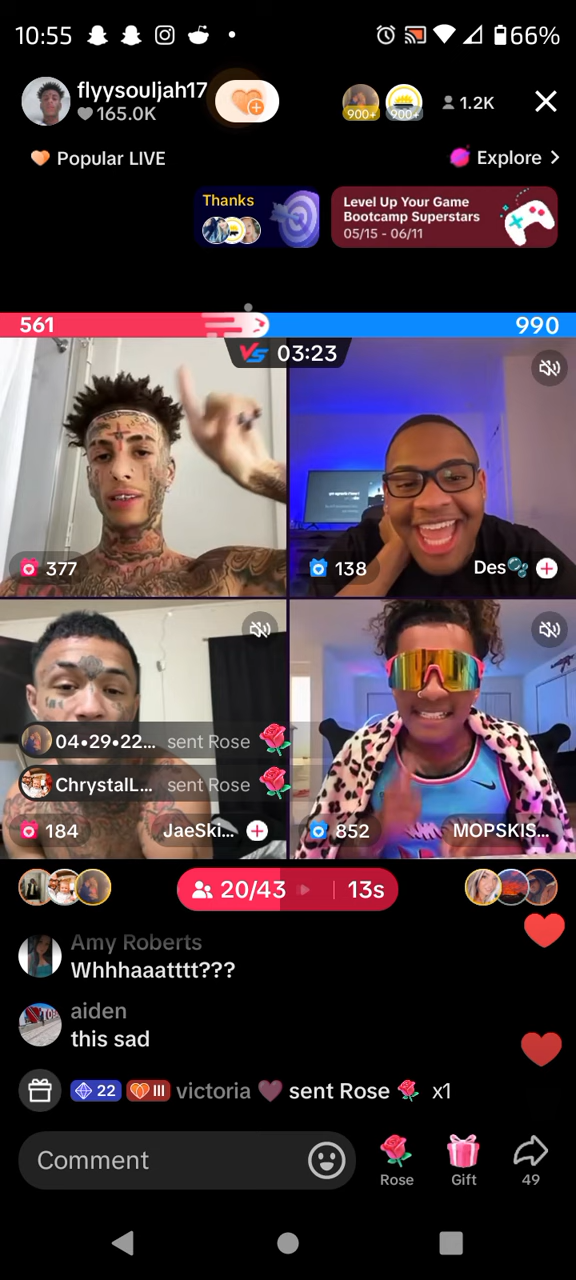 10:55
66%
flyysouljah17
165.0K
900+
900+
1.2K
Popular LIVE
Explore
Thanks
Level Up Your Game
Bootcamp Superstars
05/15 - 06/11
561
990
VS 03:23
377
138
Des
04•29•22... sent Rose
ChrystalL... sent Rose
184
JaeSki...
852
MOPSKIS...
20/43
13s
Amy Roberts
Whhhaaatttt???
aiden
this sad
22 III victoria 💜 sent Rose x1
Comment
Rose
Gift
49